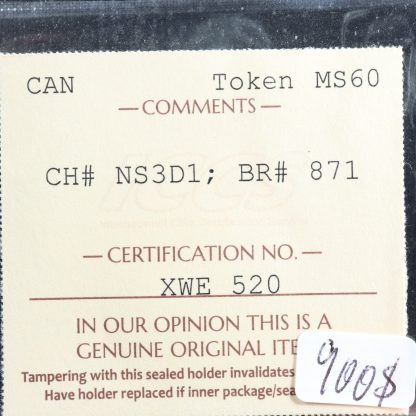 CAN Token MS60
— COMMENTS —
CH# NS3D1; BR# 871
— CERTIFICATION NO. —
XWE 520
IN OUR OPINION THIS IS A
GENUINE ORIGINAL ITE
Tampering with this sealed holder invalidates
Have holder replaced if inner package/sea
900$